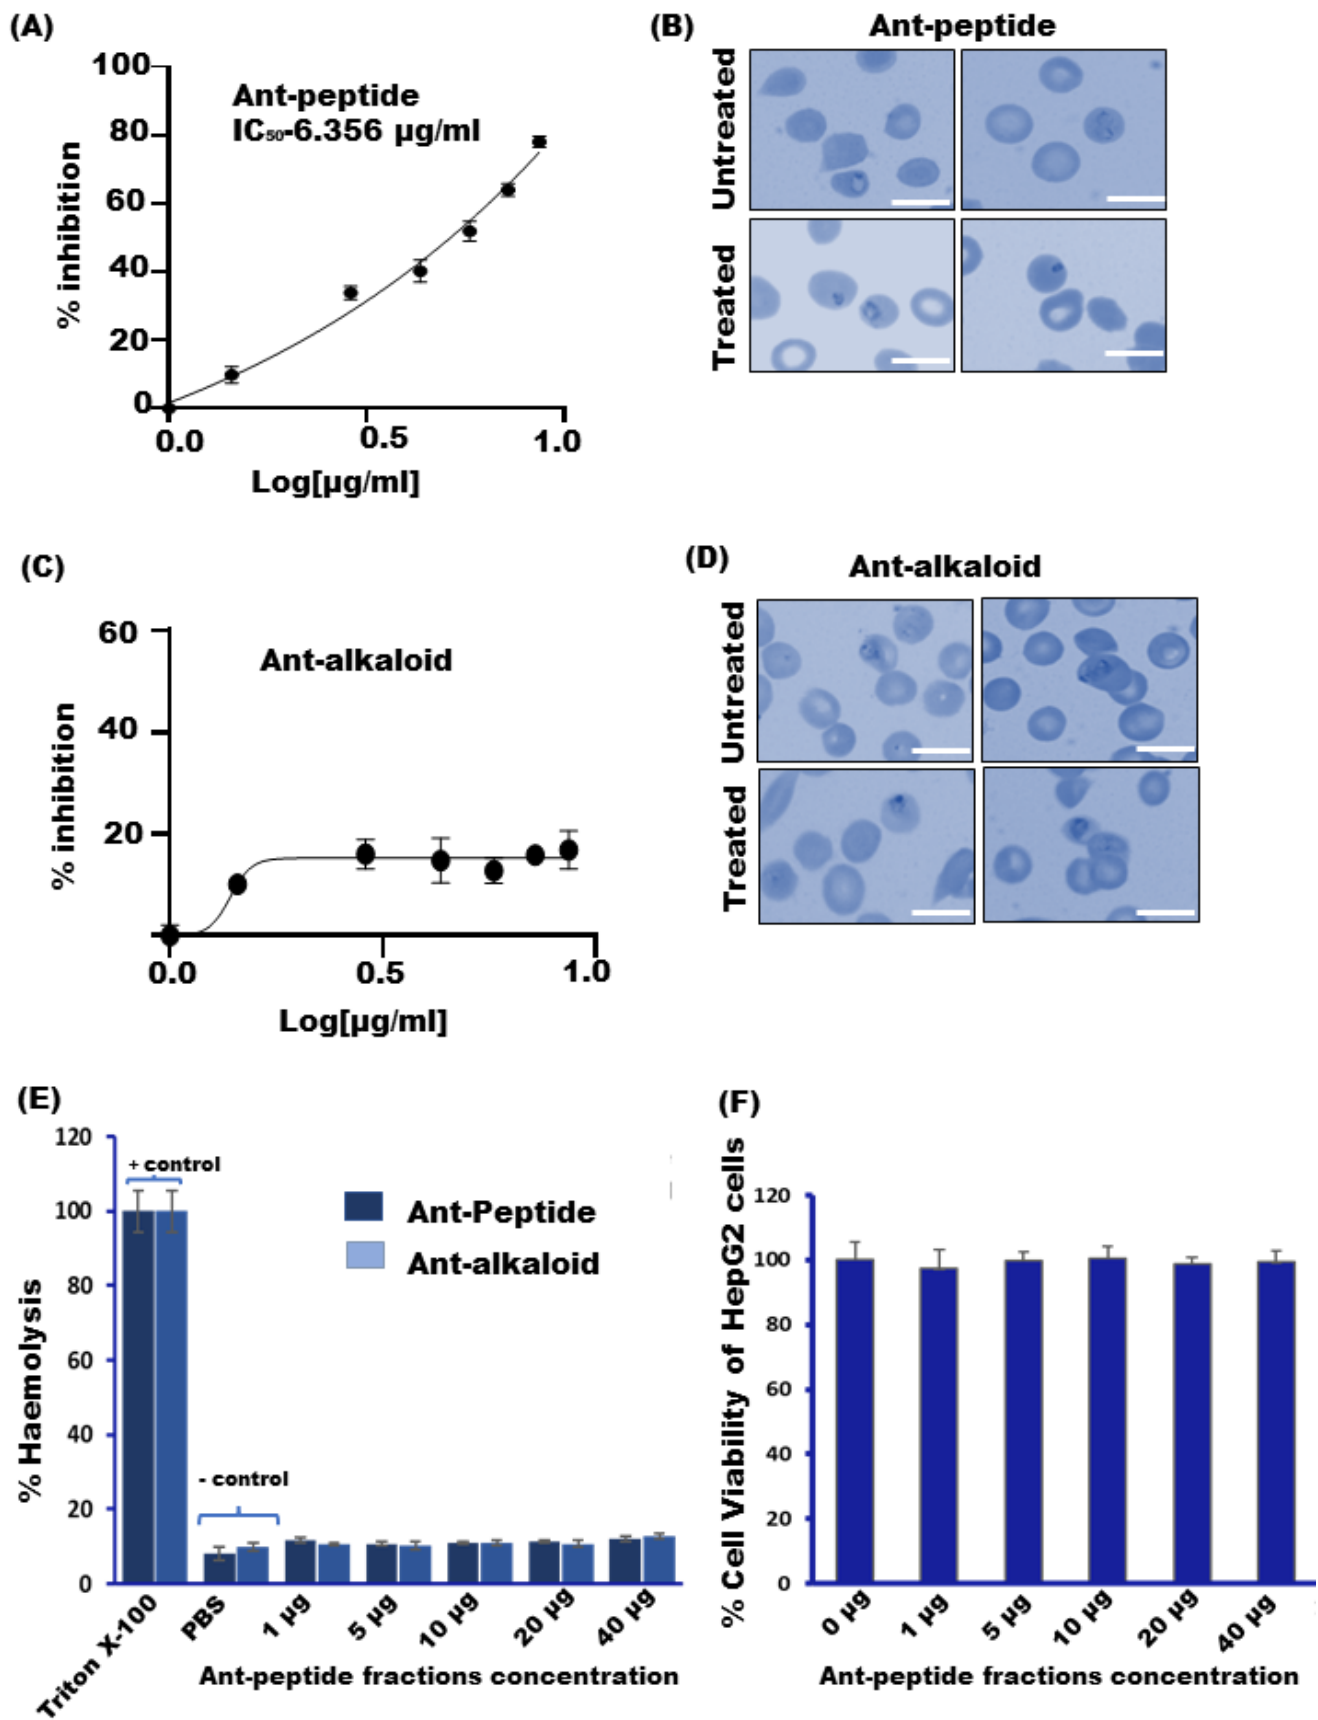 (A)
100
80
60
40
20
0
% inhibition
Ant-peptide
IC₅₀-6.356 µg/ml
0.0 0.5 1.0
Log[µg/ml]
(B)
Ant-peptide
Untreated
Treated
(C)
60
40
20
% inhibition
Ant-alkaloid
0.0 0.5 1.0
Log[µg/ml]
(D)
Ant-alkaloid
Untreated
Treated
(E)
120
100
80
60
40
20
0
% Haemolysis
+ control
- control
Ant-Peptide
Ant-alkaloid
Triton X-100 PBS 1 µg 5 µg 10 µg 20 µg 40 µg
Ant-peptide fractions concentration
(F)
120
100
80
60
40
20
0
% Cell Viability of HepG2 cells
0 µg 1 µg 5 µg 10 µg 20 µg 40 µg
Ant-peptide fractions concentration